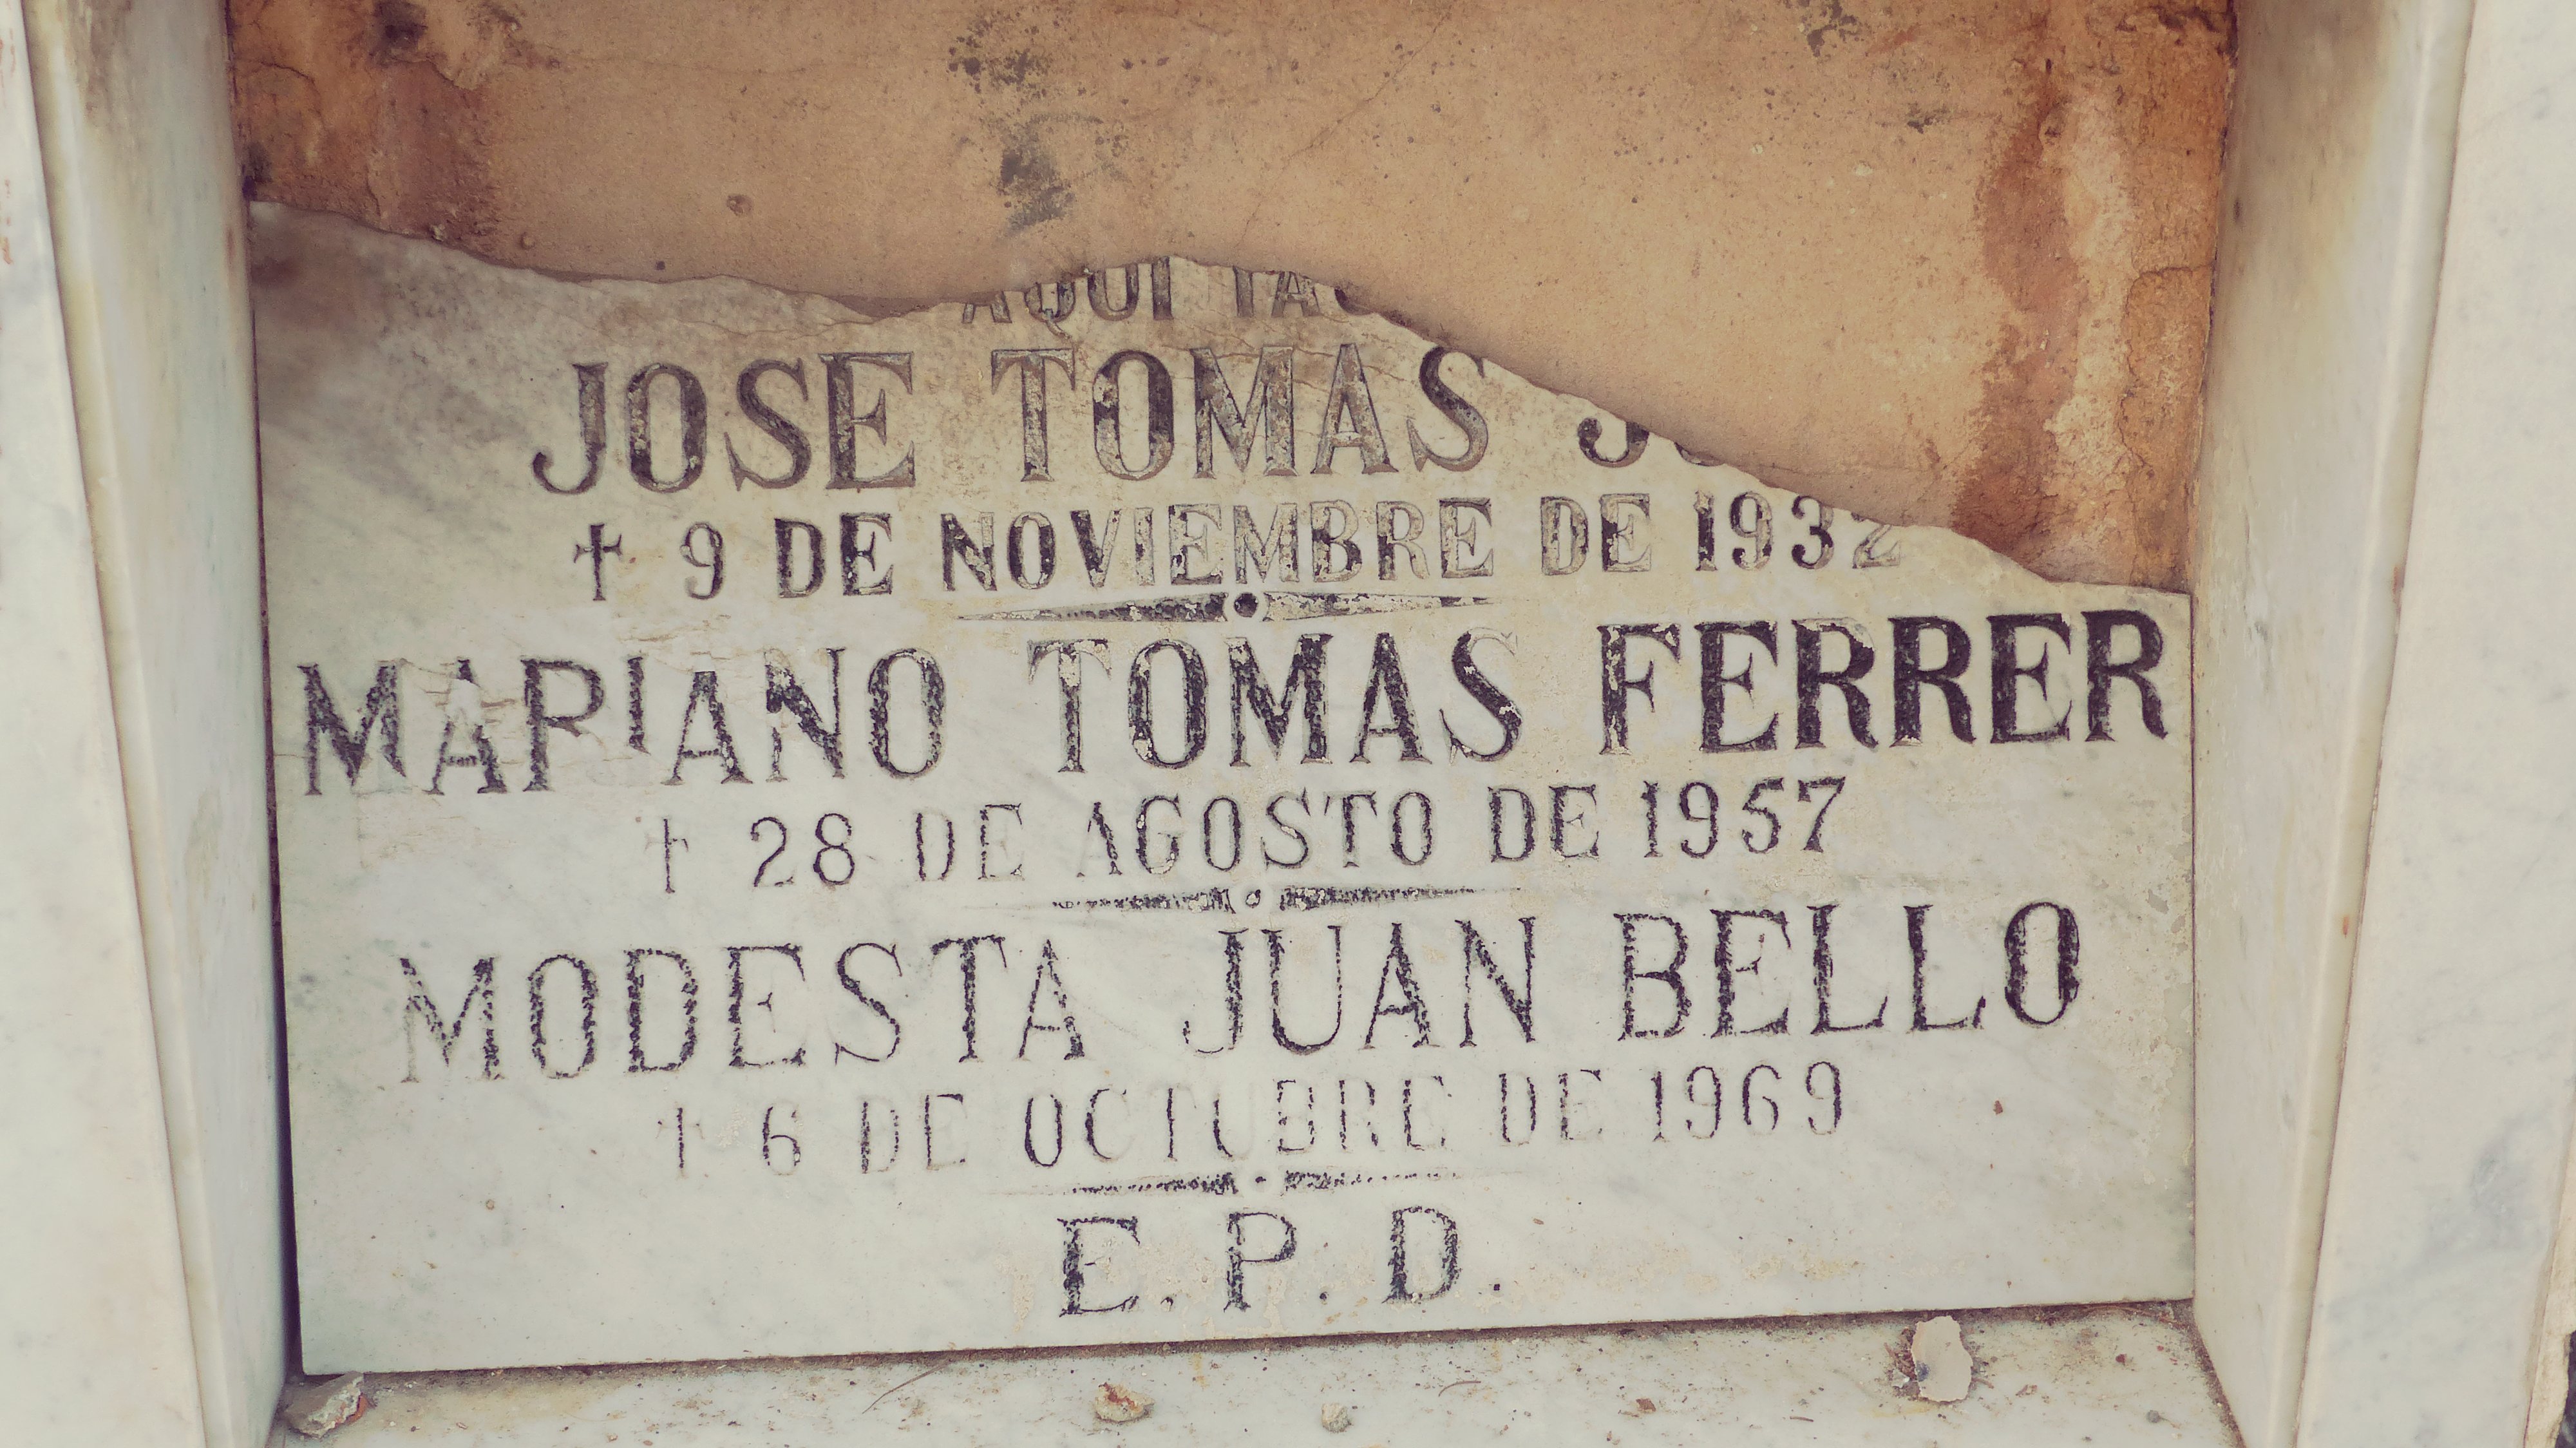 AQUI
JOSE TOMAS
† 9 DE NOVIEMBRE DE 1932
MARIANO TOMAS FERRER
† 28 DE AGOSTO DE 1957
MODESTA JUAN BELLO
† 6 DE OCTUBRE DE 1969
E. P. D.